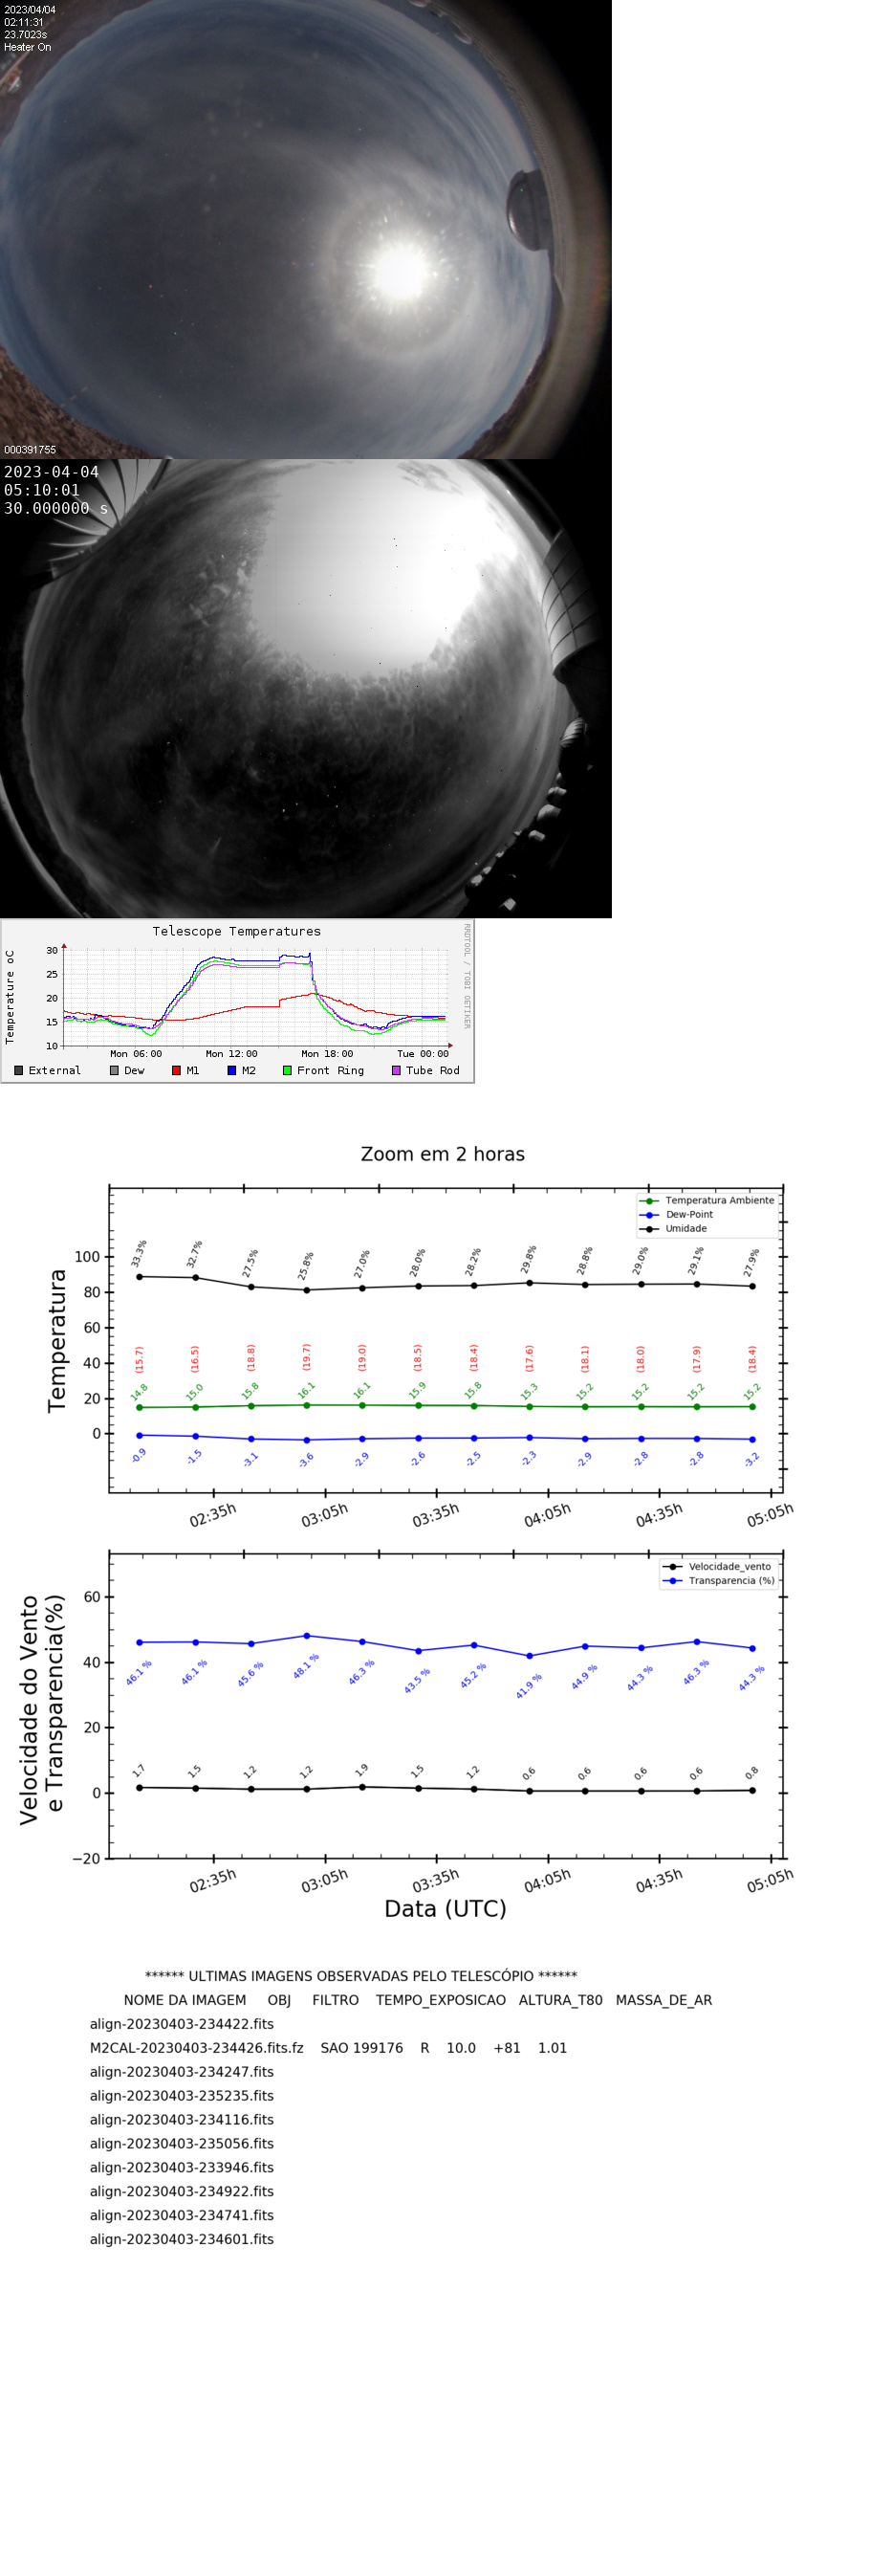 2023/04/04
02:11:31
23.7023s
Heater On
000391755
2023-04-04
05:10:01
30.000000 s
Telescope Temperatures
Temperature oC
30
25
20
15
10
Mon 06:00 Mon 12:00 Mon 18:00 Tue 00:00
External Dew M1 M2 Front Ring Tube Rod
RRDTOOL / TOBI OETIKER
Zoom em 2 horas
Temperatura
Temperatura Ambiente
Dew-Point
Umidade
100
80
60
40
20
0
33.3% 32.7% 27.5% 25.8% 27.0% 28.0% 28.2% 29.8% 28.8% 29.0% 29.1% 27.9%
(15.7) (16.5) (18.8) (19.7) (19.0) (18.5) (18.4) (17.6) (18.1) (18.0) (17.9) (18.4)
14.8 15.0 15.8 16.1 16.1 15.9 15.8 15.3 15.2 15.2 15.2 15.2
-0.9 -1.5 -3.1 -3.6 -2.9 -2.6 -2.5 -2.3 -2.9 -2.8 -2.8 -3.2
02:35h 03:05h 03:35h 04:05h 04:35h 05:05h
Velocidade do Vento
e Transparencia(%)
Velocidade_vento
Transparencia (%)
60
40
20
0
−20
46.1 % 46.1 % 45.6 % 48.1 % 46.3 % 43.5 % 45.2 % 41.9 % 44.9 % 44.3 % 46.3 % 44.3 %
1.7 1.5 1.2 1.2 1.9 1.5 1.2 0.6 0.6 0.6 0.6 0.8
02:35h 03:05h 03:35h 04:05h 04:35h 05:05h
Data (UTC)
****** ULTIMAS IMAGENS OBSERVADAS PELO TELESCÓPIO ******
NOME DA IMAGEM OBJ FILTRO TEMPO_EXPOSICAO ALTURA_T80 MASSA_DE_AR
align-20230403-234422.fits
M2CAL-20230403-234426.fits.fz SAO 199176 R 10.0 +81 1.01
align-20230403-234247.fits
align-20230403-235235.fits
align-20230403-234116.fits
align-20230403-235056.fits
align-20230403-233946.fits
align-20230403-234922.fits
align-20230403-234741.fits
align-20230403-234601.fits